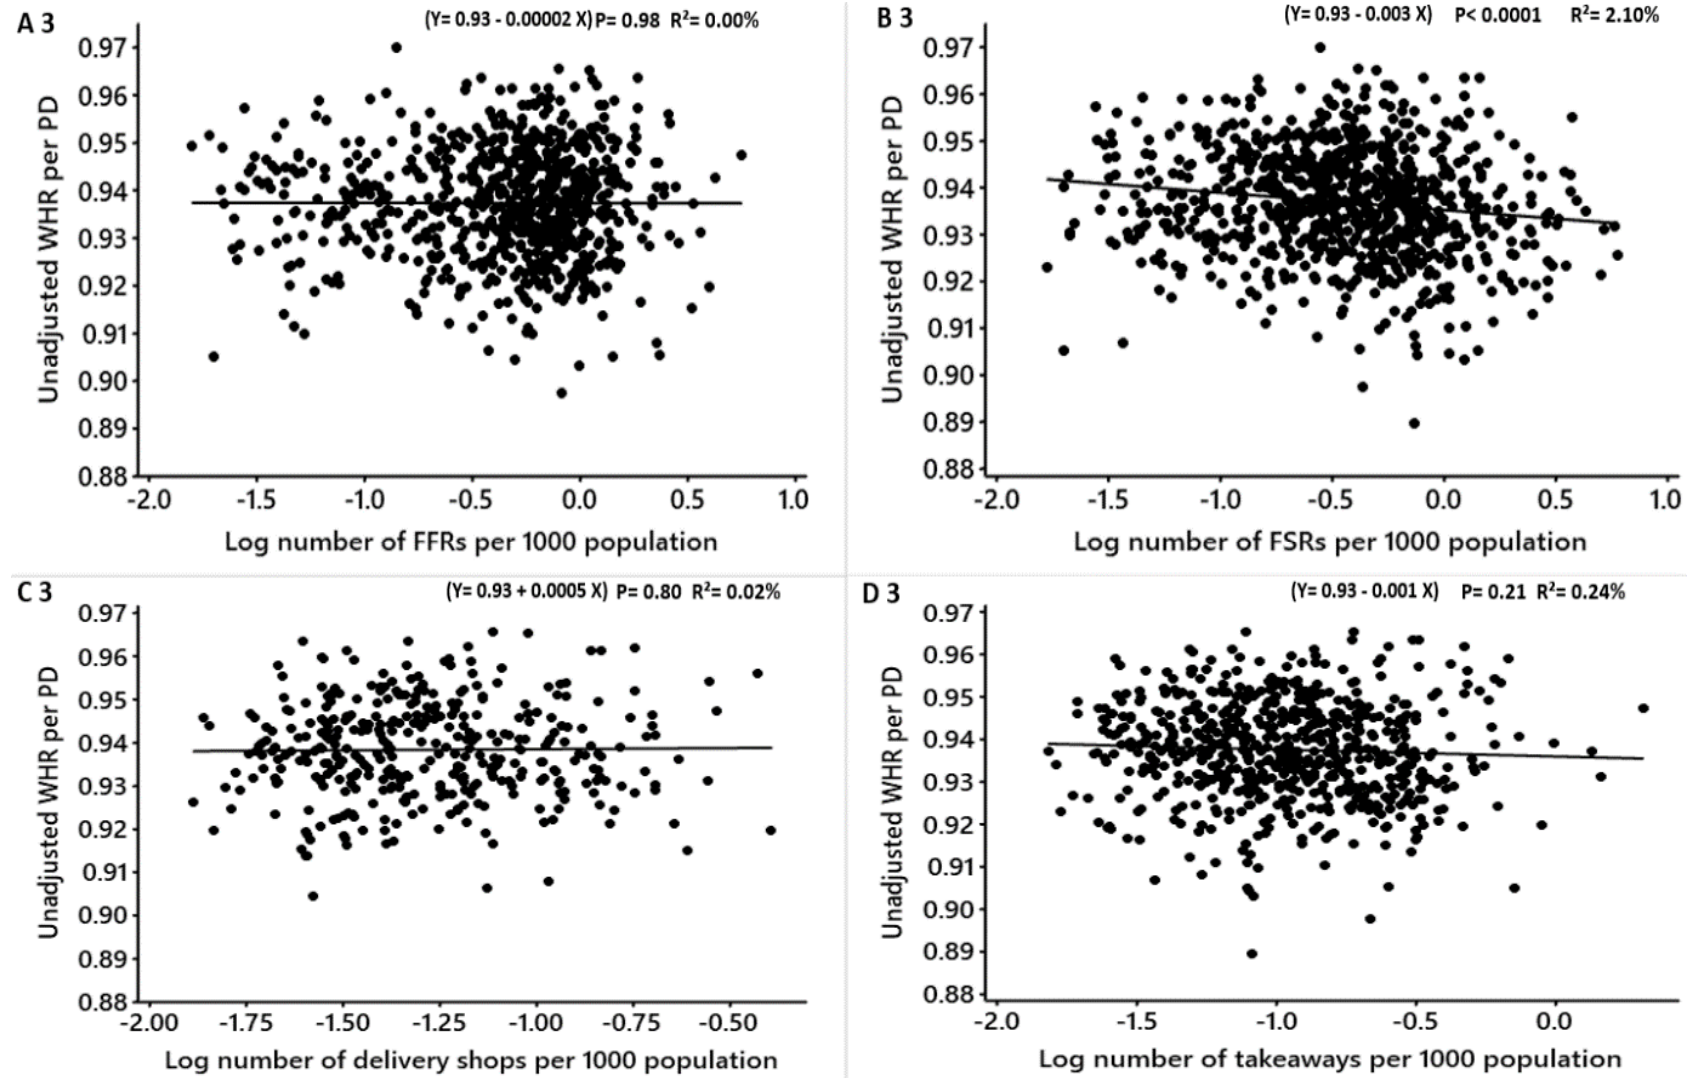 A 3
(Y= 0.93 - 0.00002 X) P= 0.98 R²= 0.00%
0.97
0.96
0.95
0.94
0.93
0.92
0.91
0.90
0.89
0.88
Unadjusted WHR per PD
-2.0 -1.5 -1.0 -0.5 0.0 0.5 1.0
Log number of FFRs per 1000 population
B 3
(Y= 0.93 - 0.003 X) P< 0.0001 R²= 2.10%
0.97
0.96
0.95
0.94
0.93
0.92
0.91
0.90
0.89
0.88
Unadjusted WHR per PD
-2.0 -1.5 -1.0 -0.5 0.0 0.5 1.0
Log number of FSRs per 1000 population
C 3
(Y= 0.93 + 0.0005 X) P= 0.80 R²= 0.02%
0.97
0.96
0.95
0.94
0.93
0.92
0.91
0.90
0.89
0.88
Unadjusted WHR per PD
-2.00 -1.75 -1.50 -1.25 -1.00 -0.75 -0.50
Log number of delivery shops per 1000 population
D 3
(Y= 0.93 - 0.001 X) P= 0.21 R²= 0.24%
0.97
0.96
0.95
0.94
0.93
0.92
0.91
0.90
0.89
0.88
Unadjusted WHR per PD
-2.0 -1.5 -1.0 -0.5 0.0
Log number of takeaways per 1000 population